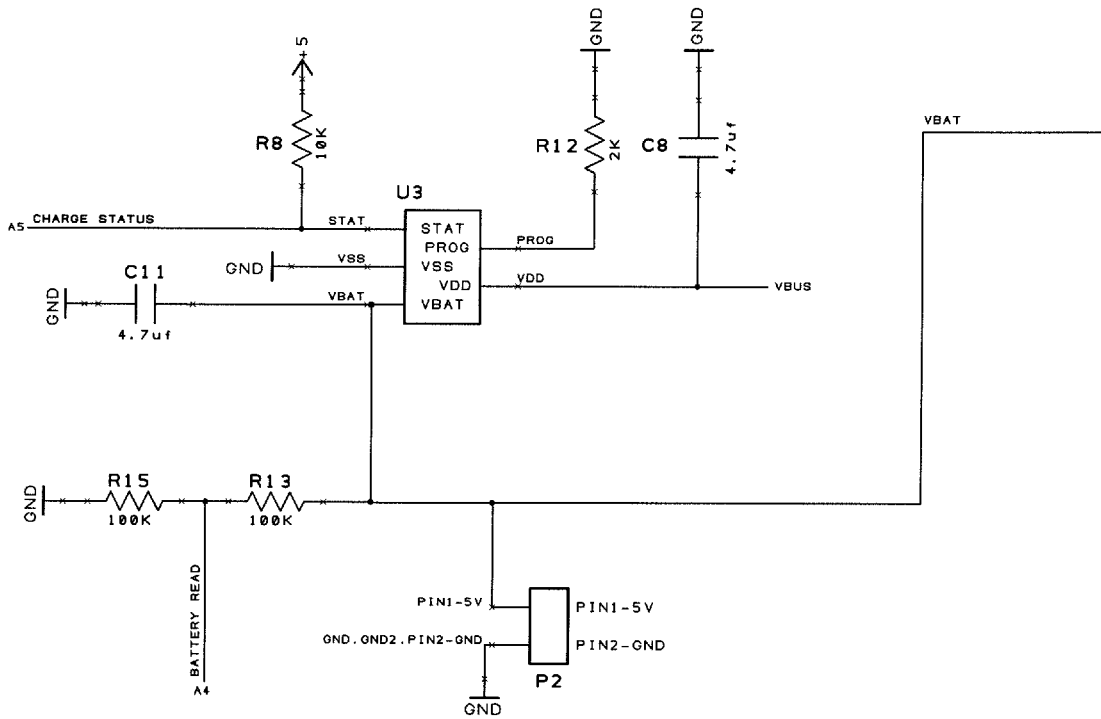 GND
GND
+5
VBAT
R8
10K
R12
2K
C8
4.7uf
U3
A5
CHARGE STATUS
STAT
STAT
PROG
PROG
GND
VSS
VSS
C11
VDD
VDD
VBUS
GND
VBAT
VBAT
4.7uf
R15
R13
GND
100K
100K
BATTERY READ
A4
PIN1-5V
PIN1-5V
GND.GND2.PIN2-GND
PIN2-GND
P2
GND